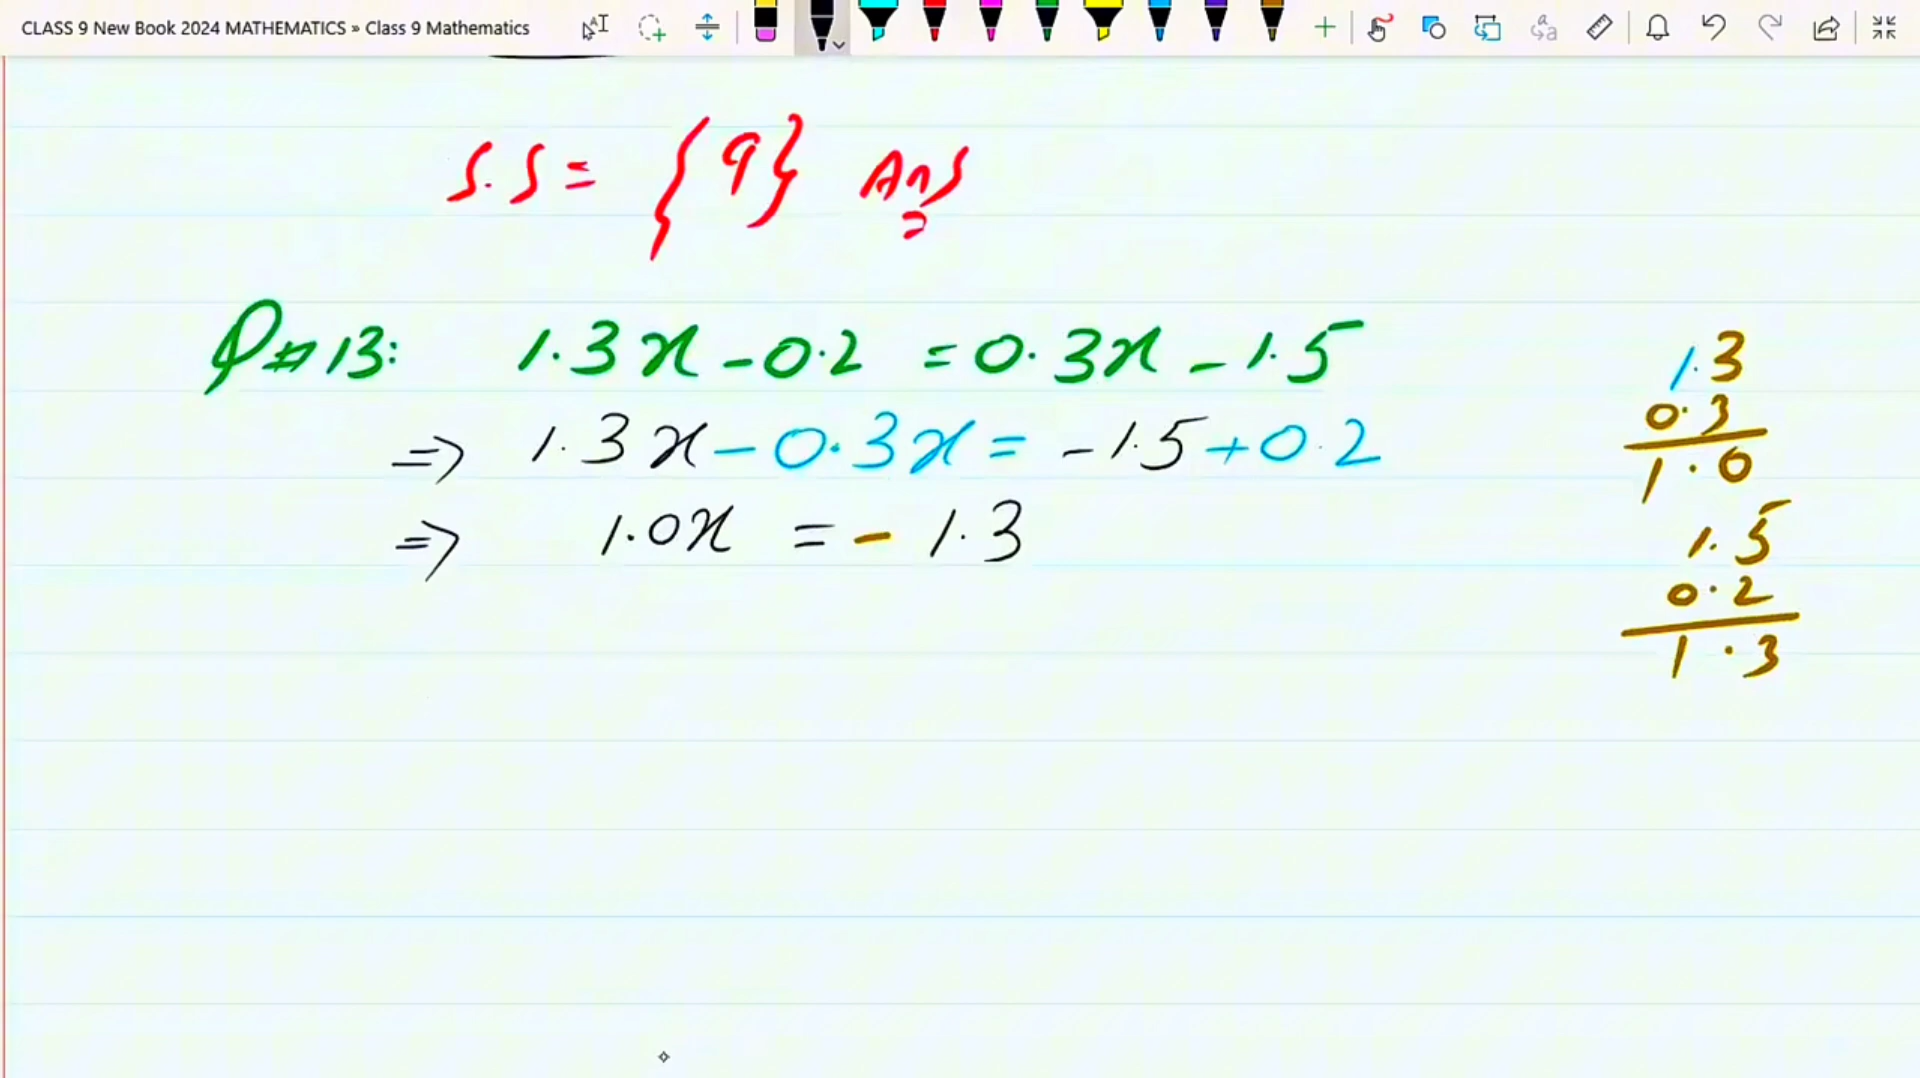 CLASS 9 New Book 2024 MATHEMATICS » Class 9 Mathematics
S.S = {9} Ans
Q#13: 1.3x - 0.2 = 0.3x - 1.5
=> 1.3x - 0.3x = -1.5 + 0.2
=> 1.0x = - 1.3
1.3
0.3
1.0
1.5
0.2
1.3